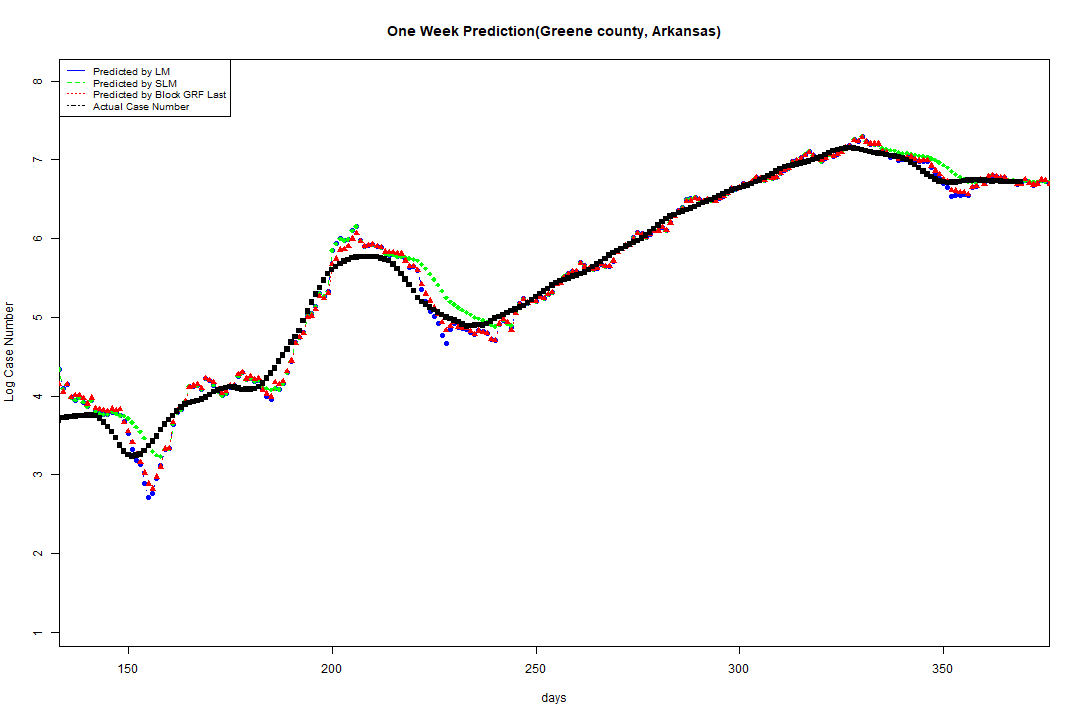 One Week Prediction(Greene county, Arkansas)
Predicted by LM
Predicted by SLM
Predicted by Block GRF Last
Actual Case Number
8
7
6
5
4
3
2
1
Log Case Number
150 200 250 300 350
days